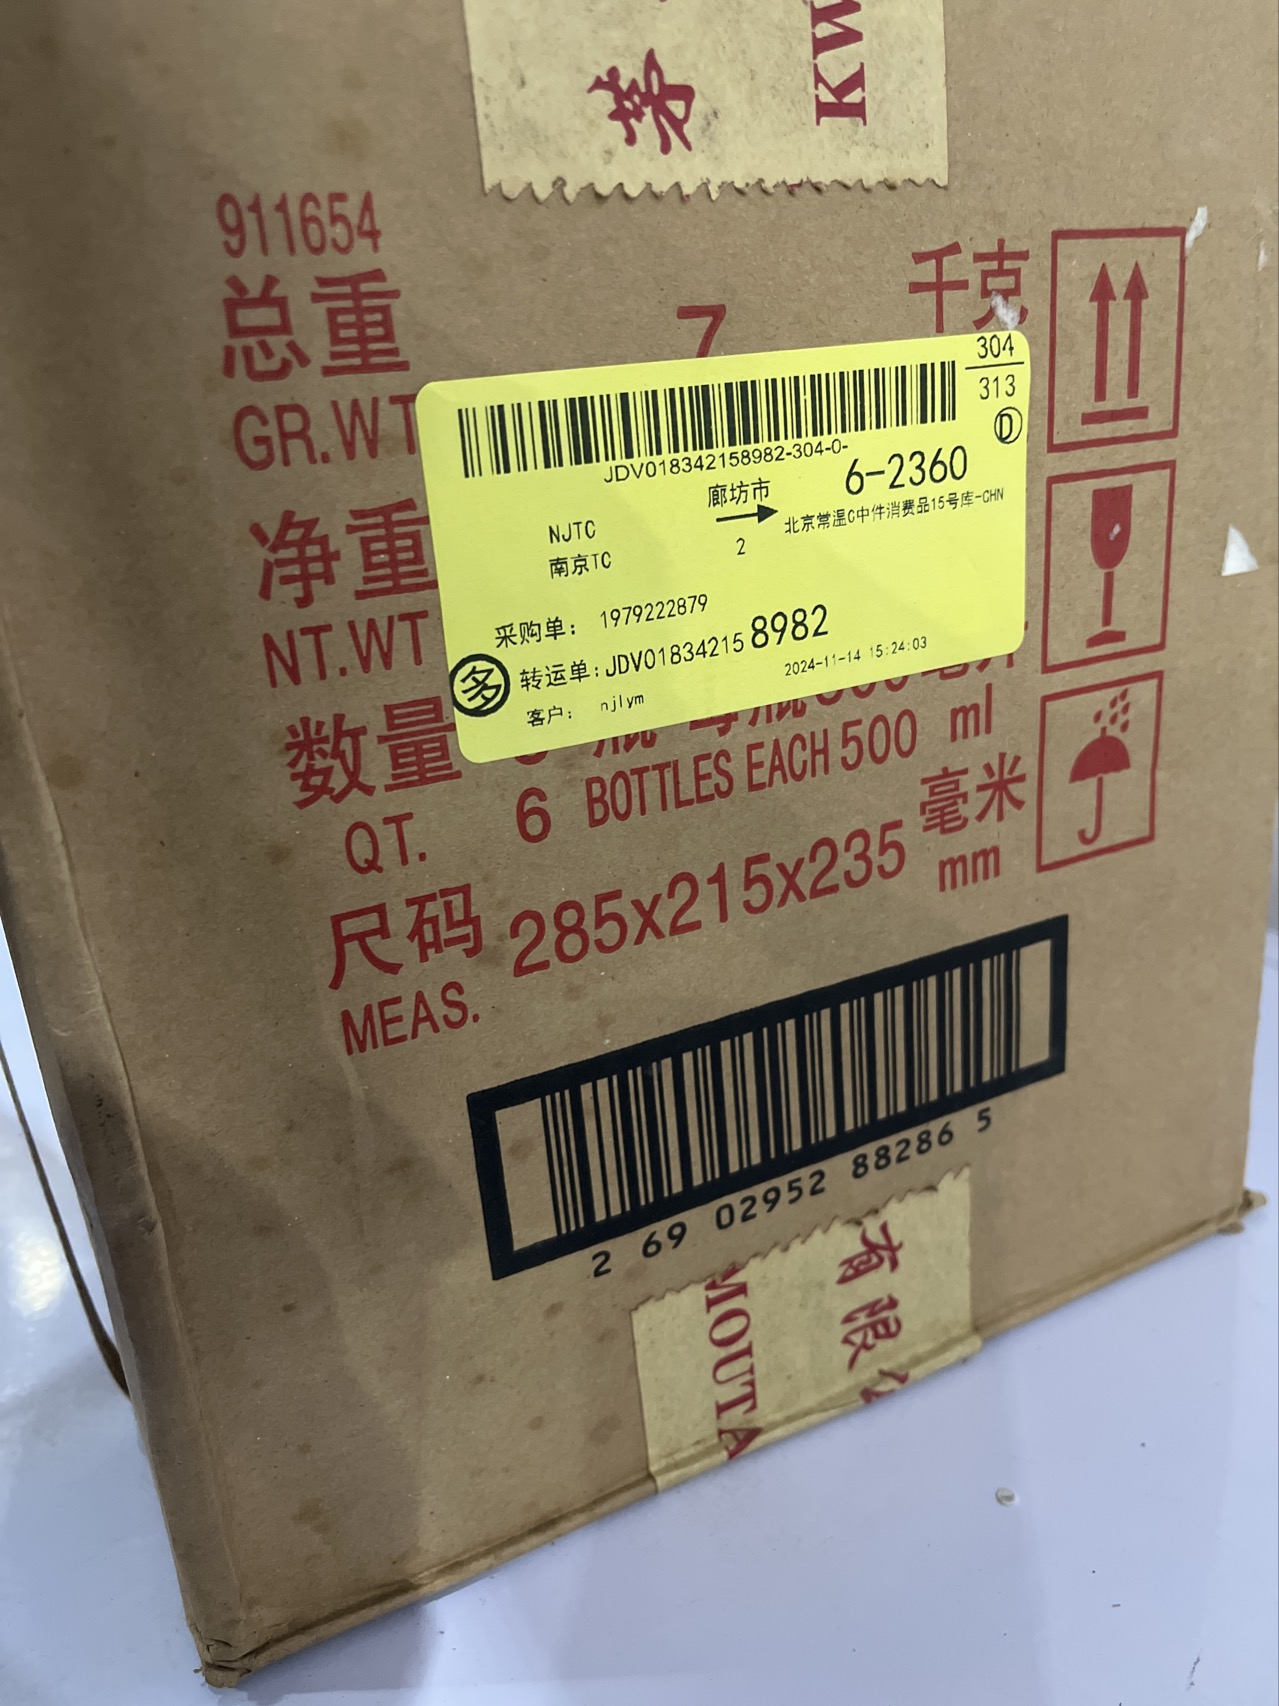 KW
911654
总重 7 千克
GR.WT
304
313
D
JDV018342158982-304-0-
6-2360
廊坊市
NJTC
南京TC
2
北京常温C中件消费品15号库-CHN
采购单: 1979222879
多
转运单:JDV018342158982
2024-11-14 15:24:03
客户: njlym
净重
NT.WT
数量
QT. 6 BOTTLES EACH 500 ml
尺码 285x215x235 毫米
MEAS. mm
2 69 02952 88286 5
有限
MOUTA